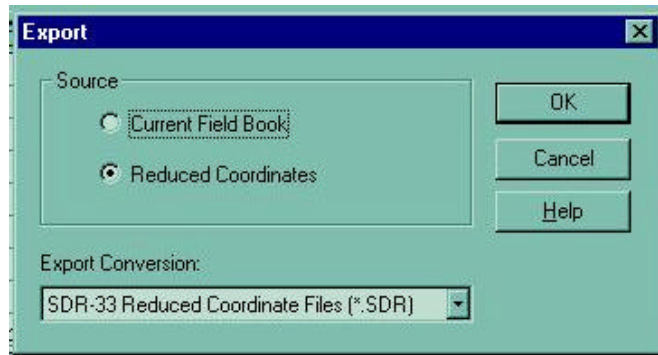 Export
Source
Current Field Book
Reduced Coordinates
OK
Cancel
Help
Export Conversion:
SDR-33 Reduced Coordinate Files (*.SDR)